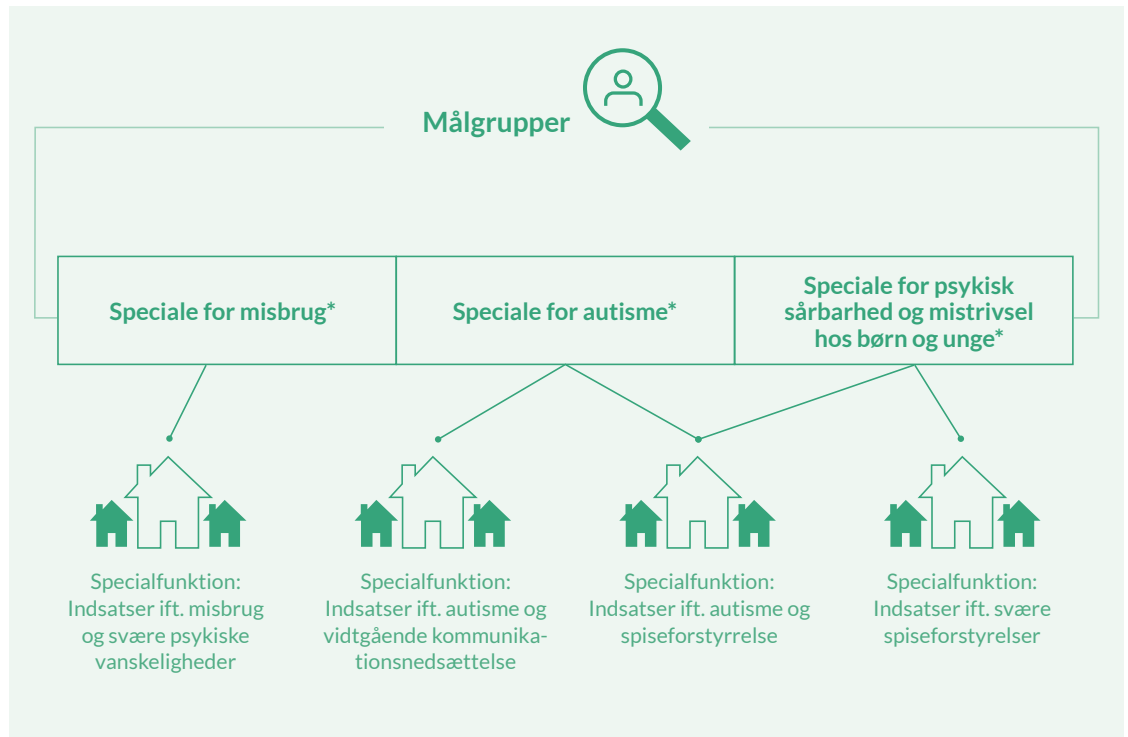 Målgrupper
Speciale for misbrug*
Speciale for autisme*
Speciale for psykisk
sårbarhed og mistrivsel
hos børn og unge*
Specialfunktion:
Indsatser ift. misbrug
og svære psykiske
vanskeligheder
Specialfunktion:
Indsatser ift. autisme og
vidtgående kommunika-
tionsnedsættelse
Specialfunktion:
Indsatser ift. autisme og
spiseforstyrrelse
Specialfunktion:
Indsatser ift. svære
spiseforstyrelser